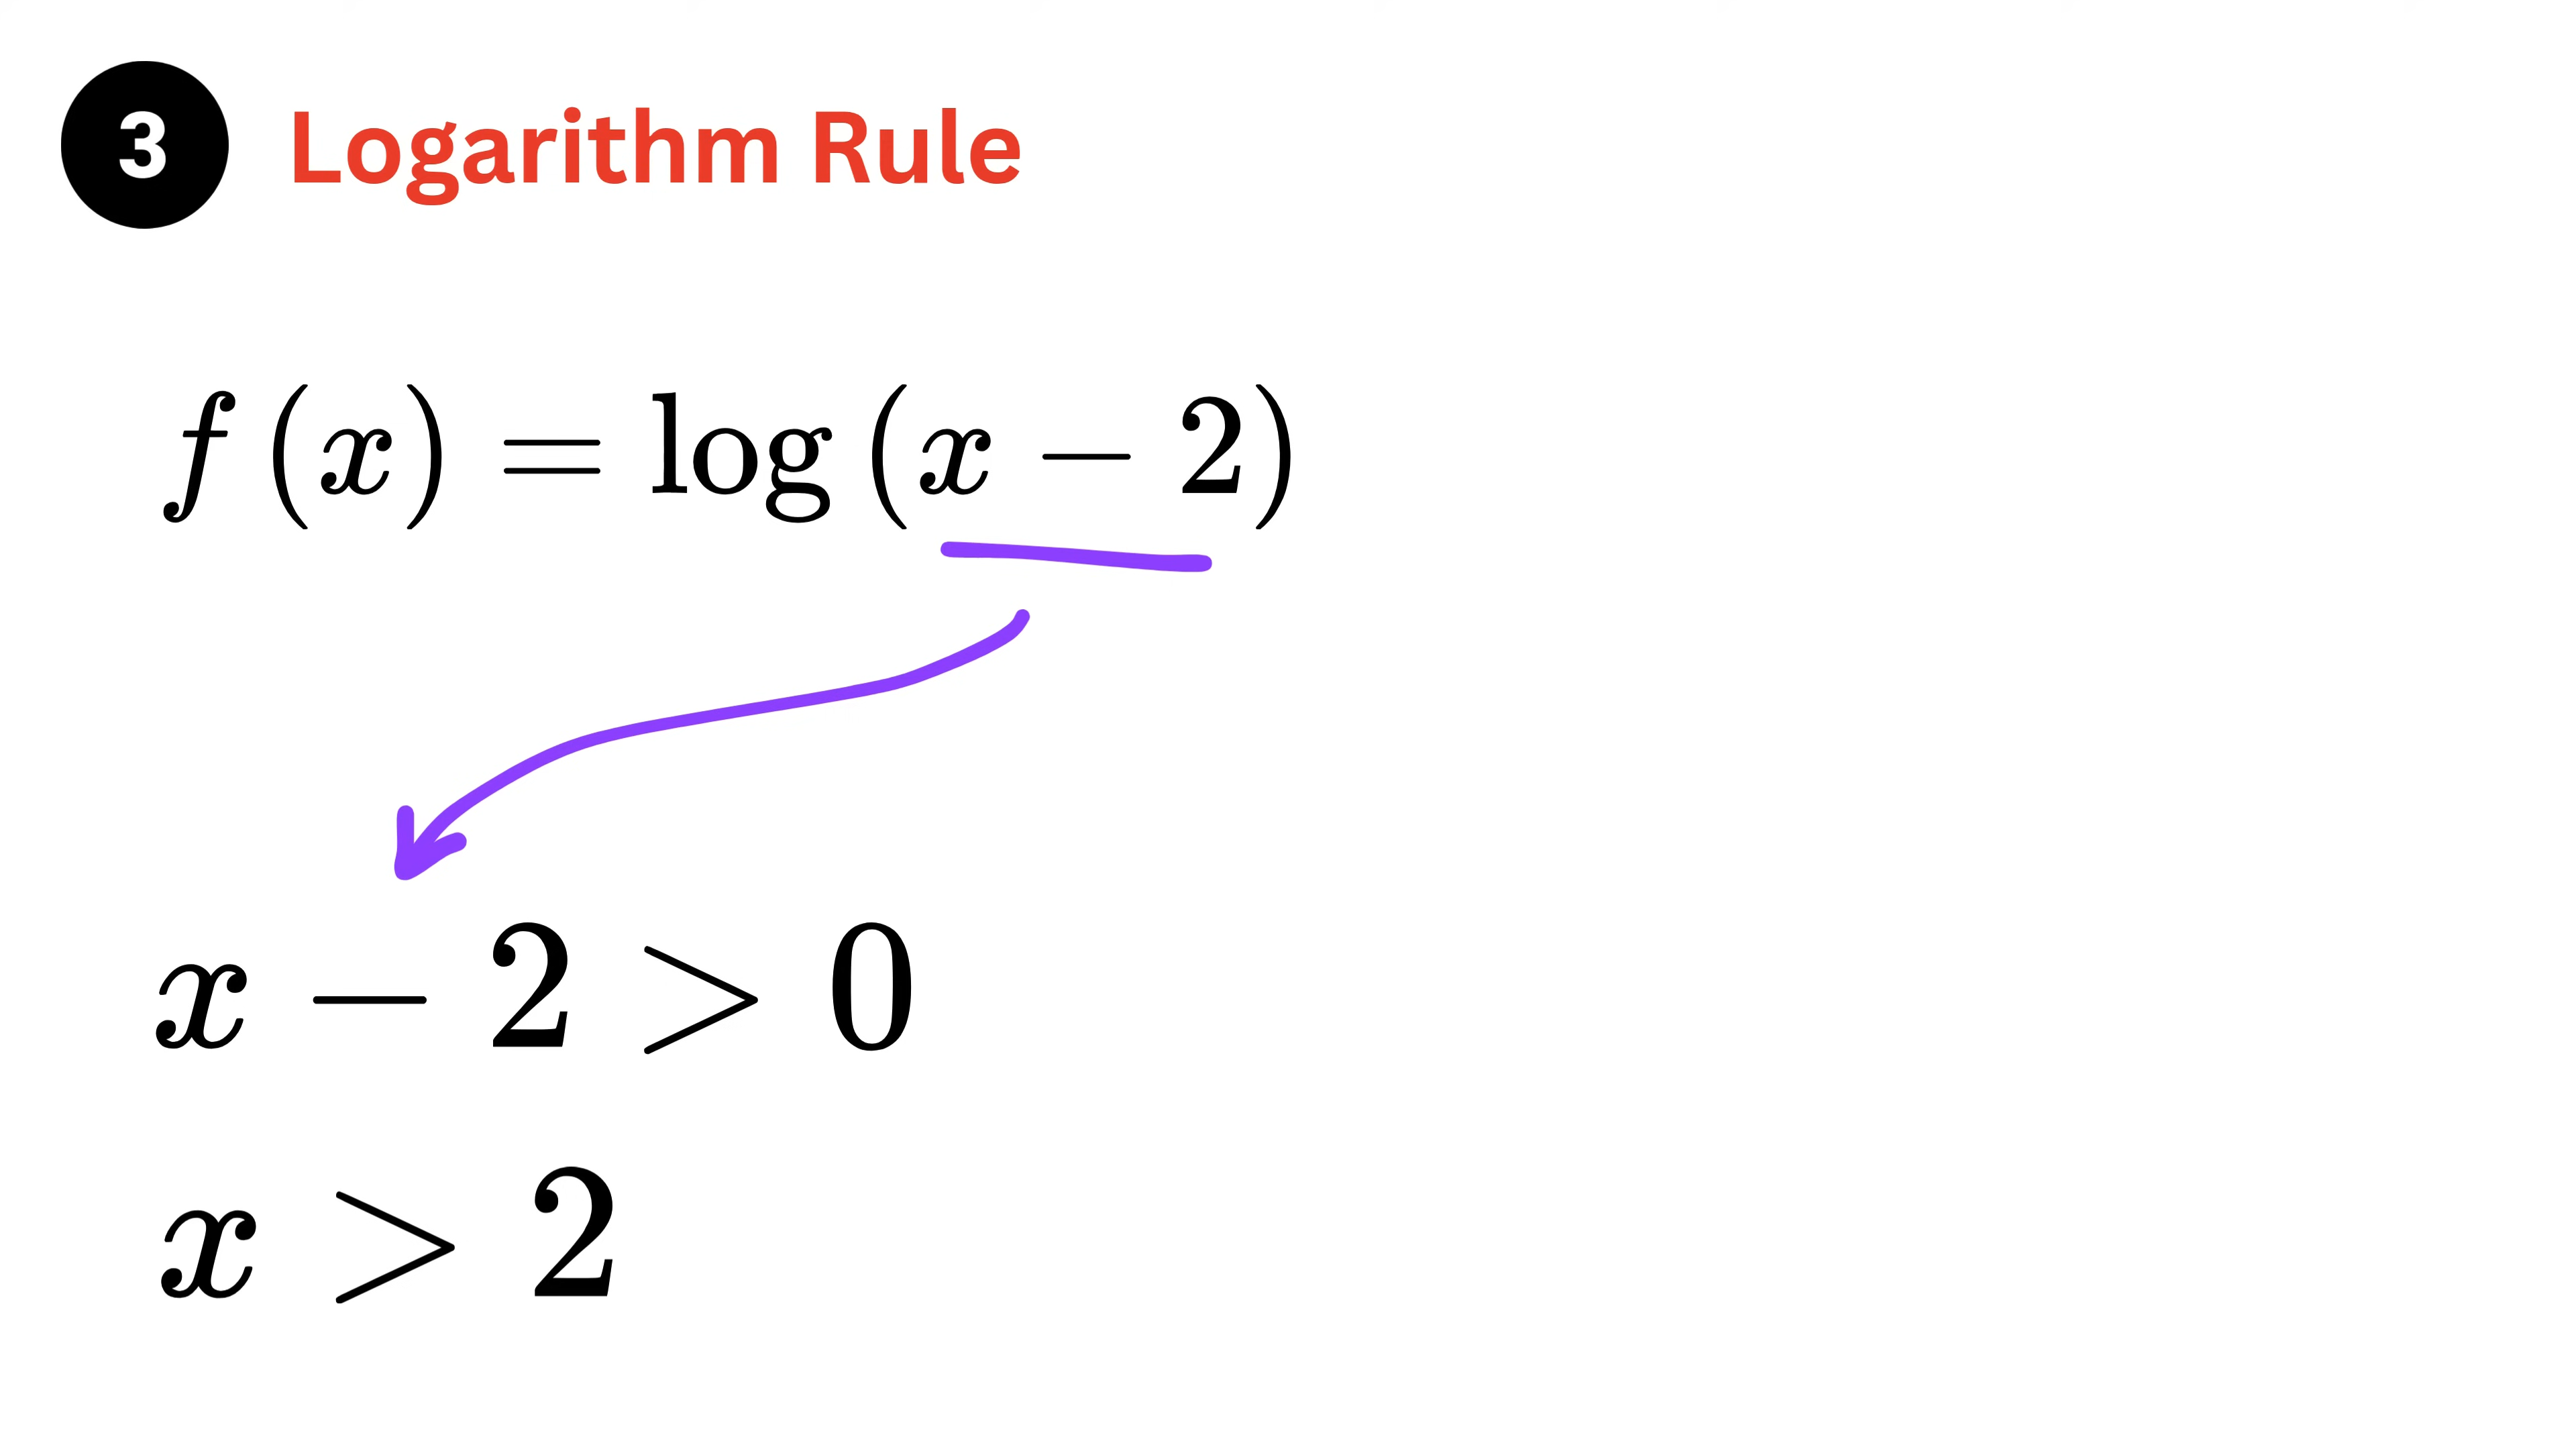 3 Logarithm Rule
f (x) = log (x − 2)
x − 2 > 0
x > 2